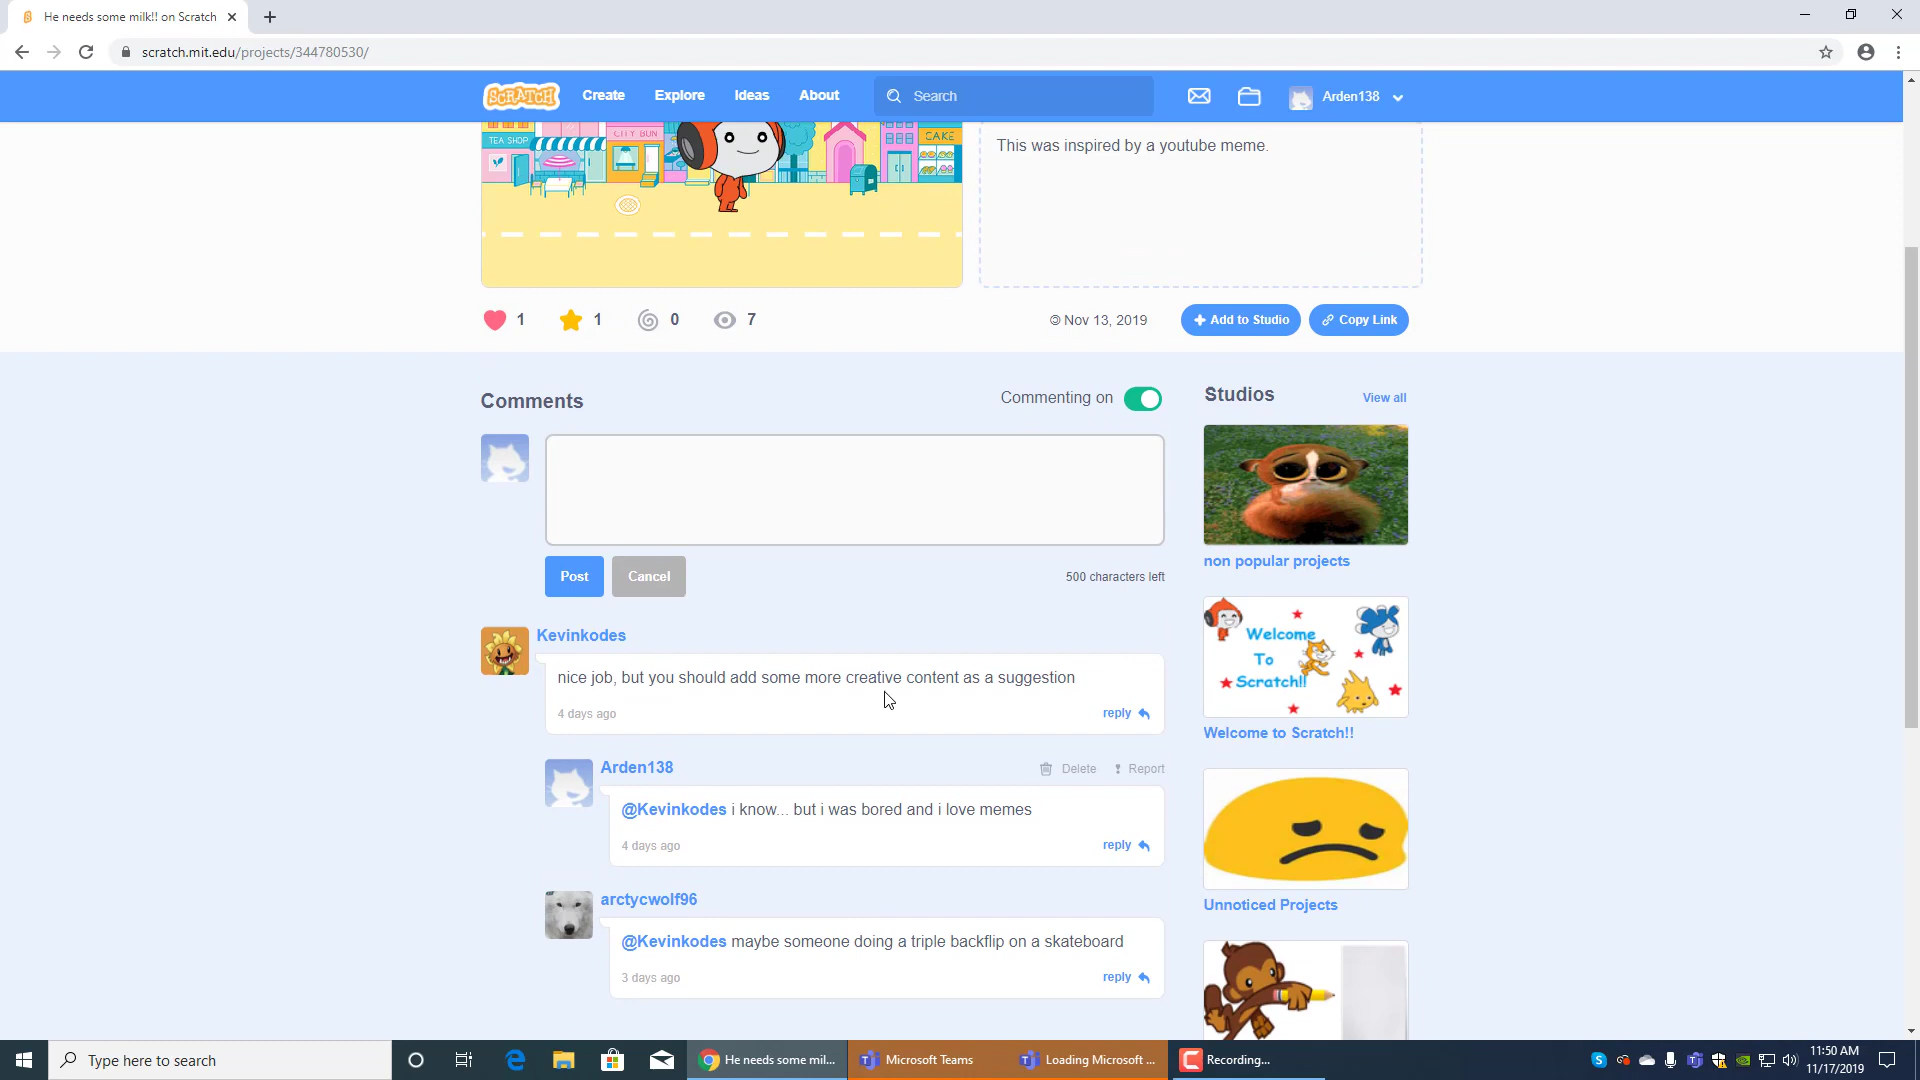 He needs some milk!! on Scratch
scratch.mit.edu/projects/344780530/
SCRATCH
Create
Explore
Ideas
About
Search
Arden138
TEA SHOP
CITY BUN
CAKE
This was inspired by a youtube meme.
1
1
0
7
© Nov 13, 2019
Add to Studio
Copy Link
Comments
Commenting on
Post
Cancel
500 characters left
Kevinkodes
nice job, but you should add some more creative content as a suggestion
4 days ago
reply
Arden138
Delete
Report
@Kevinkodes i know... but i was bored and i love memes
4 days ago
reply
arctycwolf96
@Kevinkodes maybe someone doing a triple backflip on a skateboard
3 days ago
reply
Studios
View all
non popular projects
Welcome
To
Scratch!!
Welcome to Scratch!!
Unnoticed Projects
Type here to search
He needs some mil...
Microsoft Teams
Loading Microsoft ...
Recording...
11:50 AM
11/17/2019